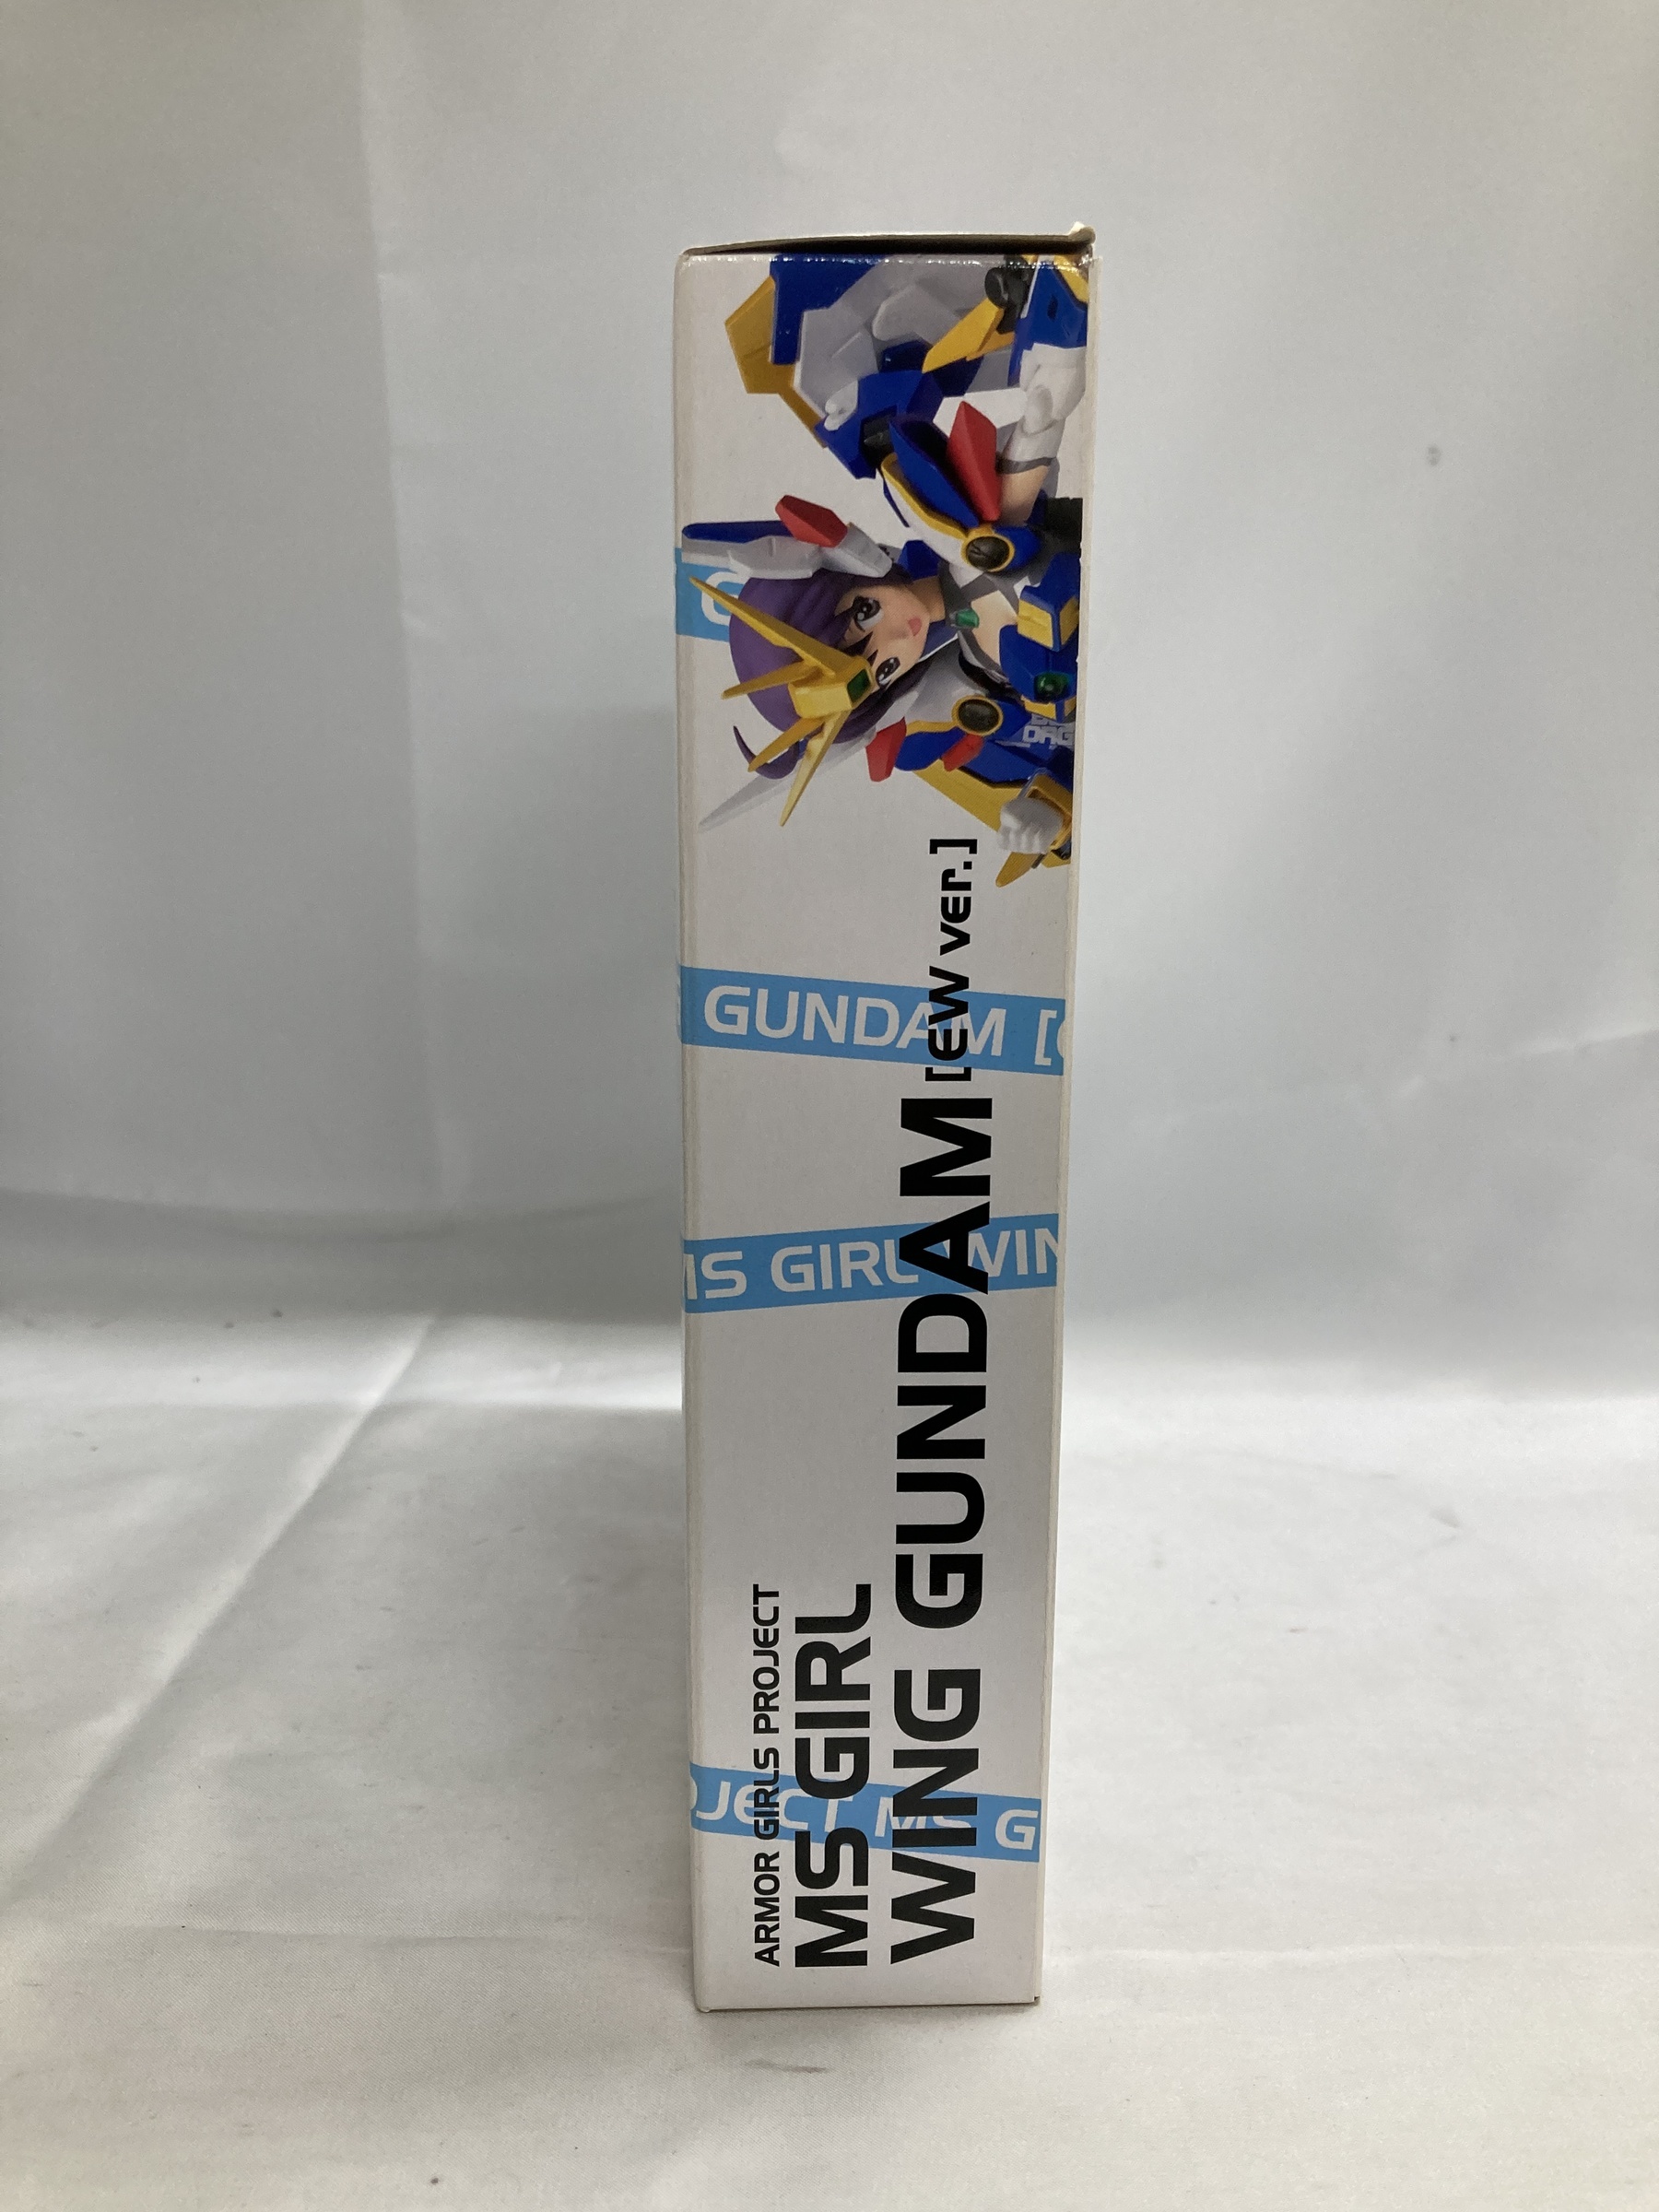 ARMOR GIRLS PROJECT
MS GIRL
WING GUNDAM [EW ver.]
G
GUNDAM [
MS GIRL WIN
OJECT MS G